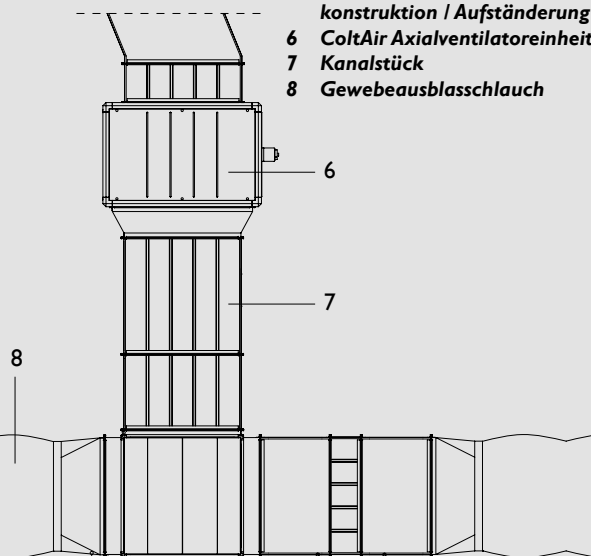 konstruktion / Aufständerung
6 ColtAir Axialventilatoreinheit
7 Kanalstück
8 Gewebeausblasschlauch
6
7
8